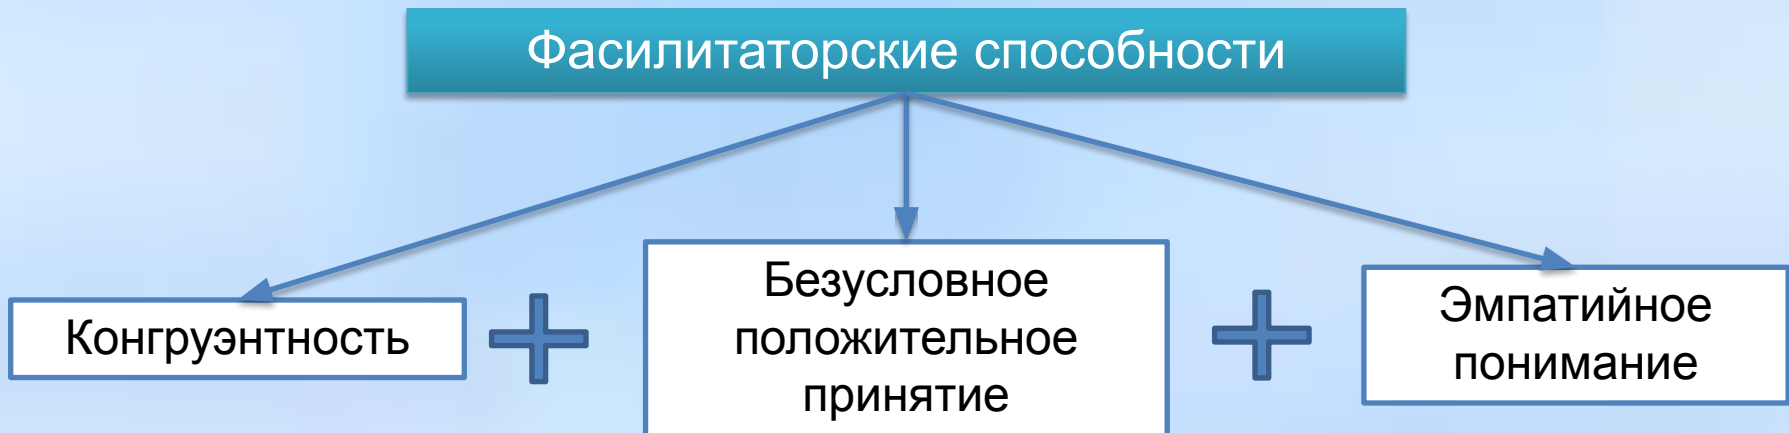 Фасилитаторские способности
Конгруэнтность
Безусловное
положительное
принятие
Эмпатийное
понимание